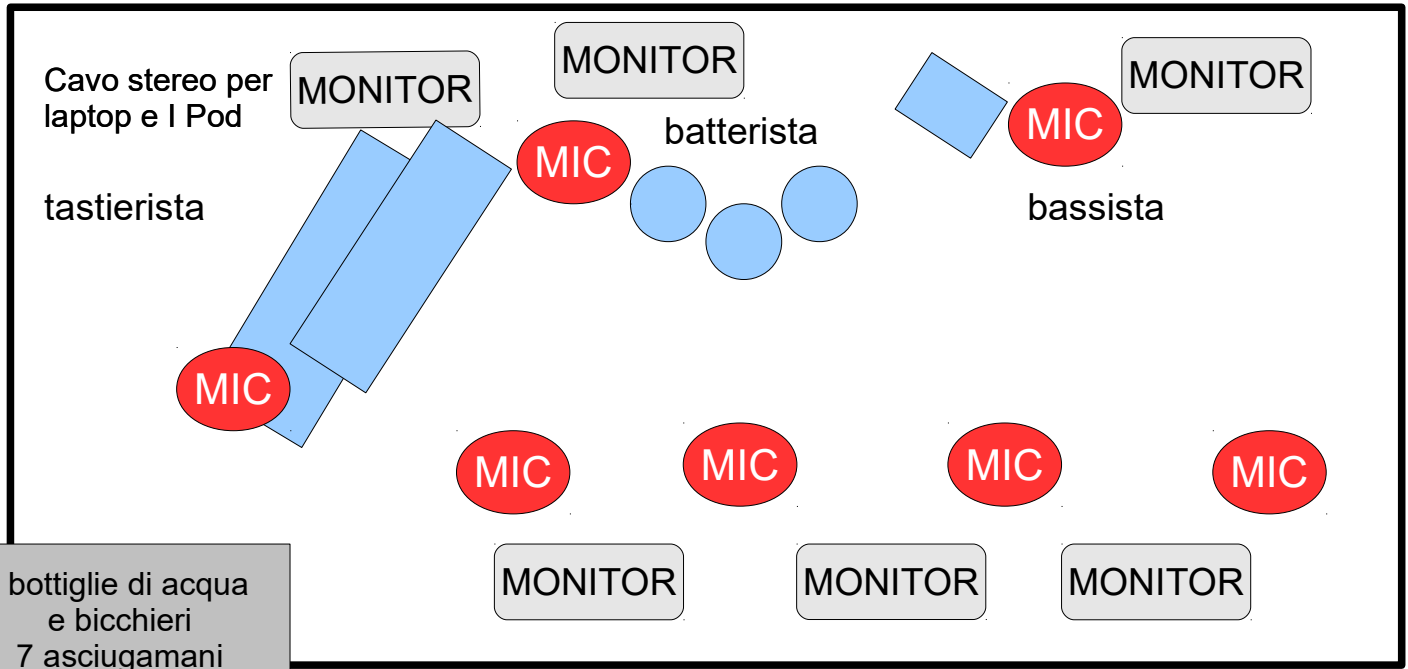 MONITOR
Cavo stereo per
laptop e I Pod
MONITOR
MONITOR
MIC
batterista
MIC
tastierista
bassista
MIC
MIC
MIC
MIC
MIC
MONITOR
MONITOR
MONITOR
bottiglie di acqua
e bicchieri
7 asciugamani